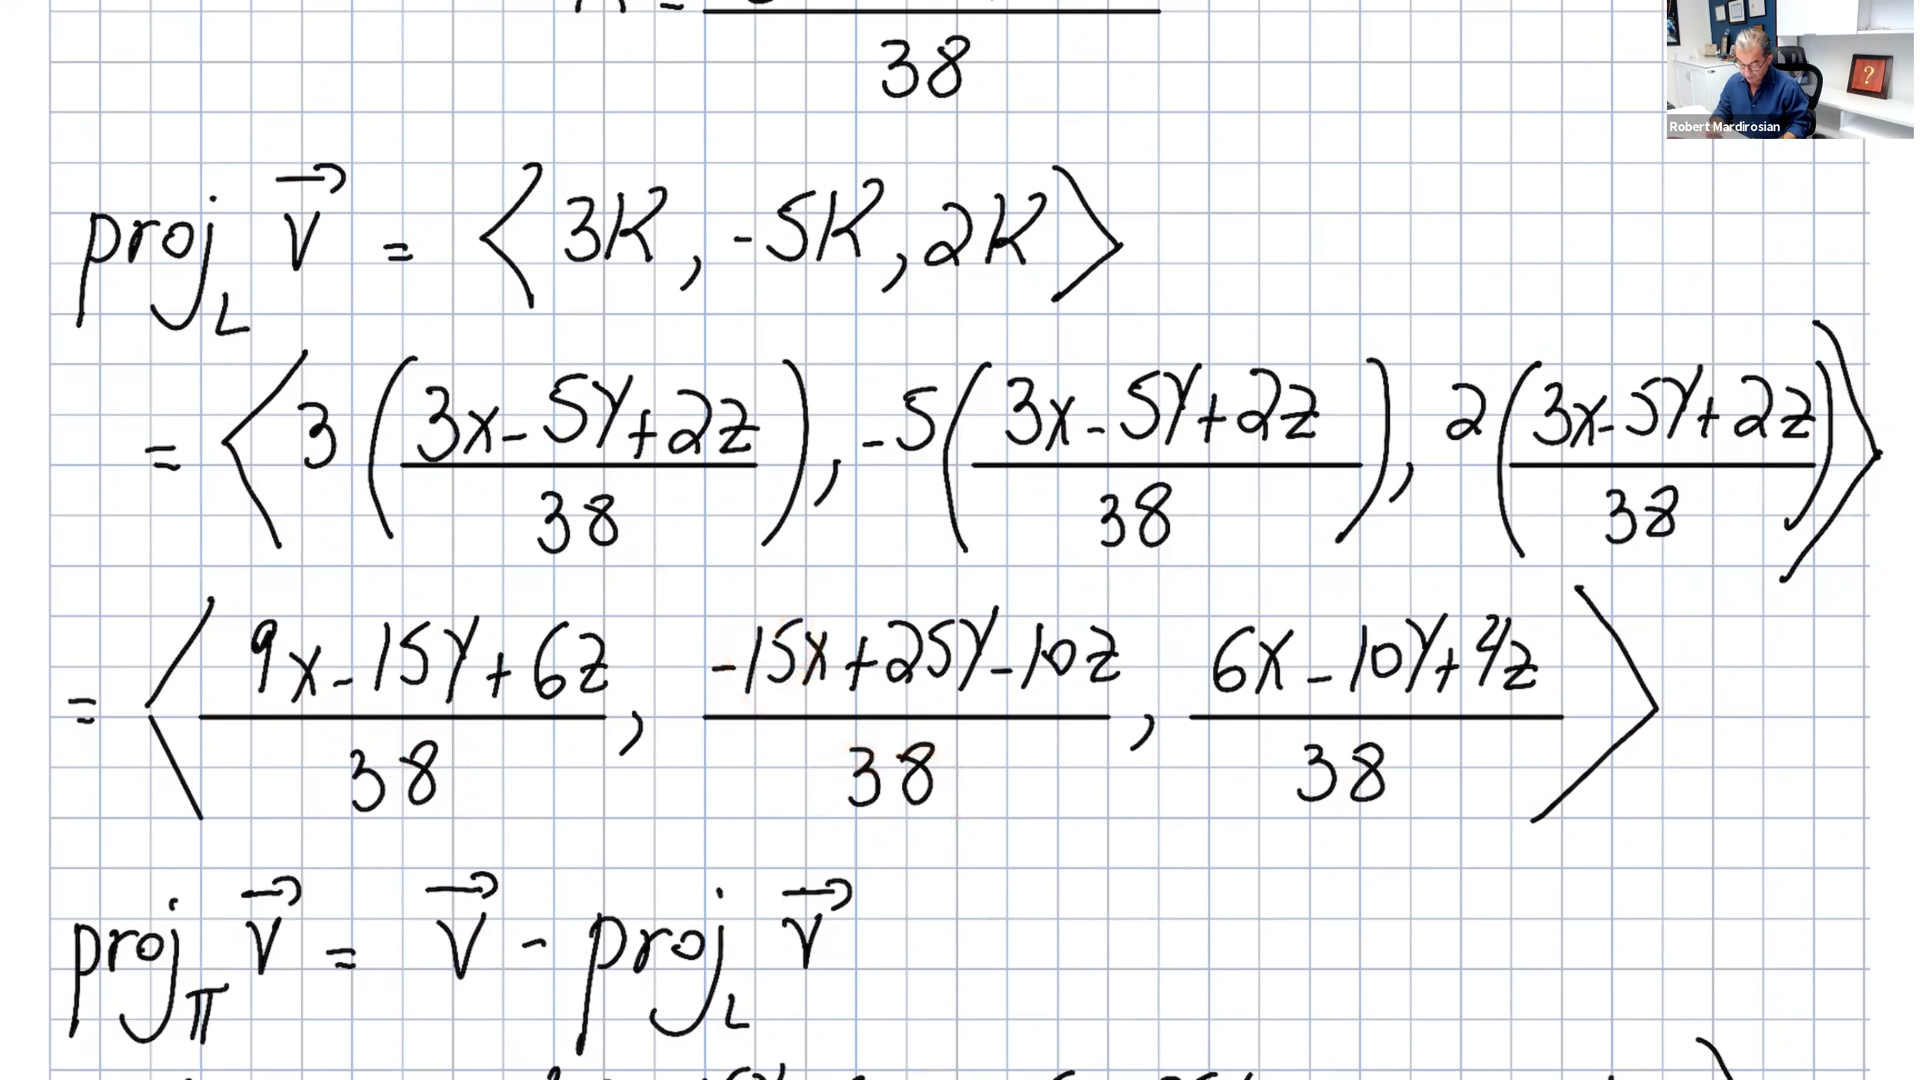 38
?
Robert Mardirosian
proj_L v⃗ = ⟨3K, -5K, 2K⟩
= ⟨3((3x-5y+2z)/38), -5((3x-5y+2z)/38), 2((3x-5y+2z)/38)⟩
= ⟨(9x-15y+6z)/38, (-15x+25y-10z)/38, (6x-10y+4z)/38⟩
proj_π v⃗ = v⃗ - proj_L v⃗